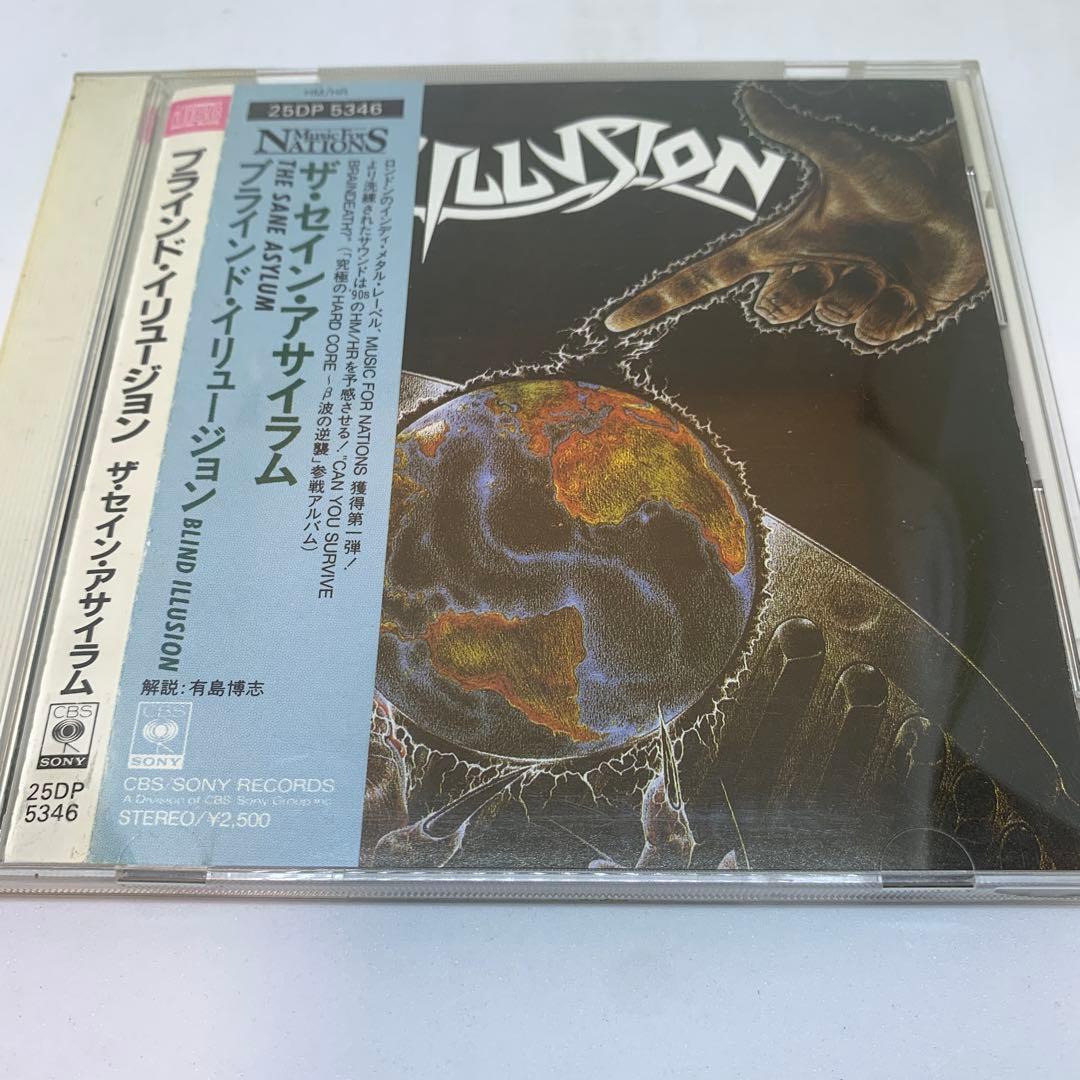 ブラインド・イリュージョン ザ・セイン・アサイラム
CBS
SONY
25DP
5346
HM/HR
25DP 5346
Music For
NATIONS
ロンドンのインディ・メタル・レーベル、MUSIC FOR NATIONS 獲得第一弾!
より洗練されたサウンドは'90sのHM/HRを予感させる!"CAN YOU SURVIVE
BRAINDEATH?"(「究極のHARD CORE〜β波の逆襲」参戦アルバム)
ザ・セイン・アサイラム
THE SANE ASYLUM
ブラインド・イリュージョン BLIND ILLUSION
解説:有島博志
CBS
SONY
CBS/SONY RECORDS
A Division of CBS Sony Group Inc.
STEREO/¥2,500
ILLUSION